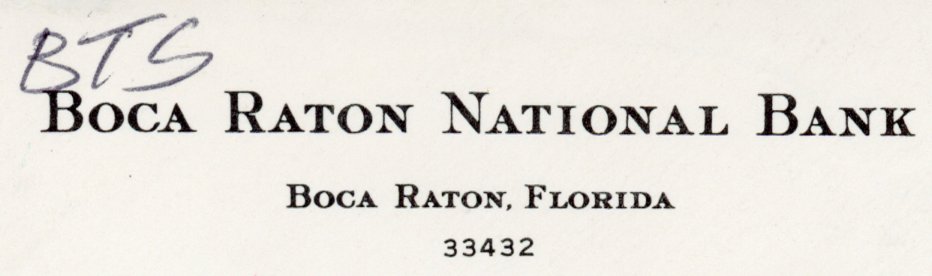 BTS
BOCA RATON NATIONAL BANK
BOCA RATON, FLORIDA
33432